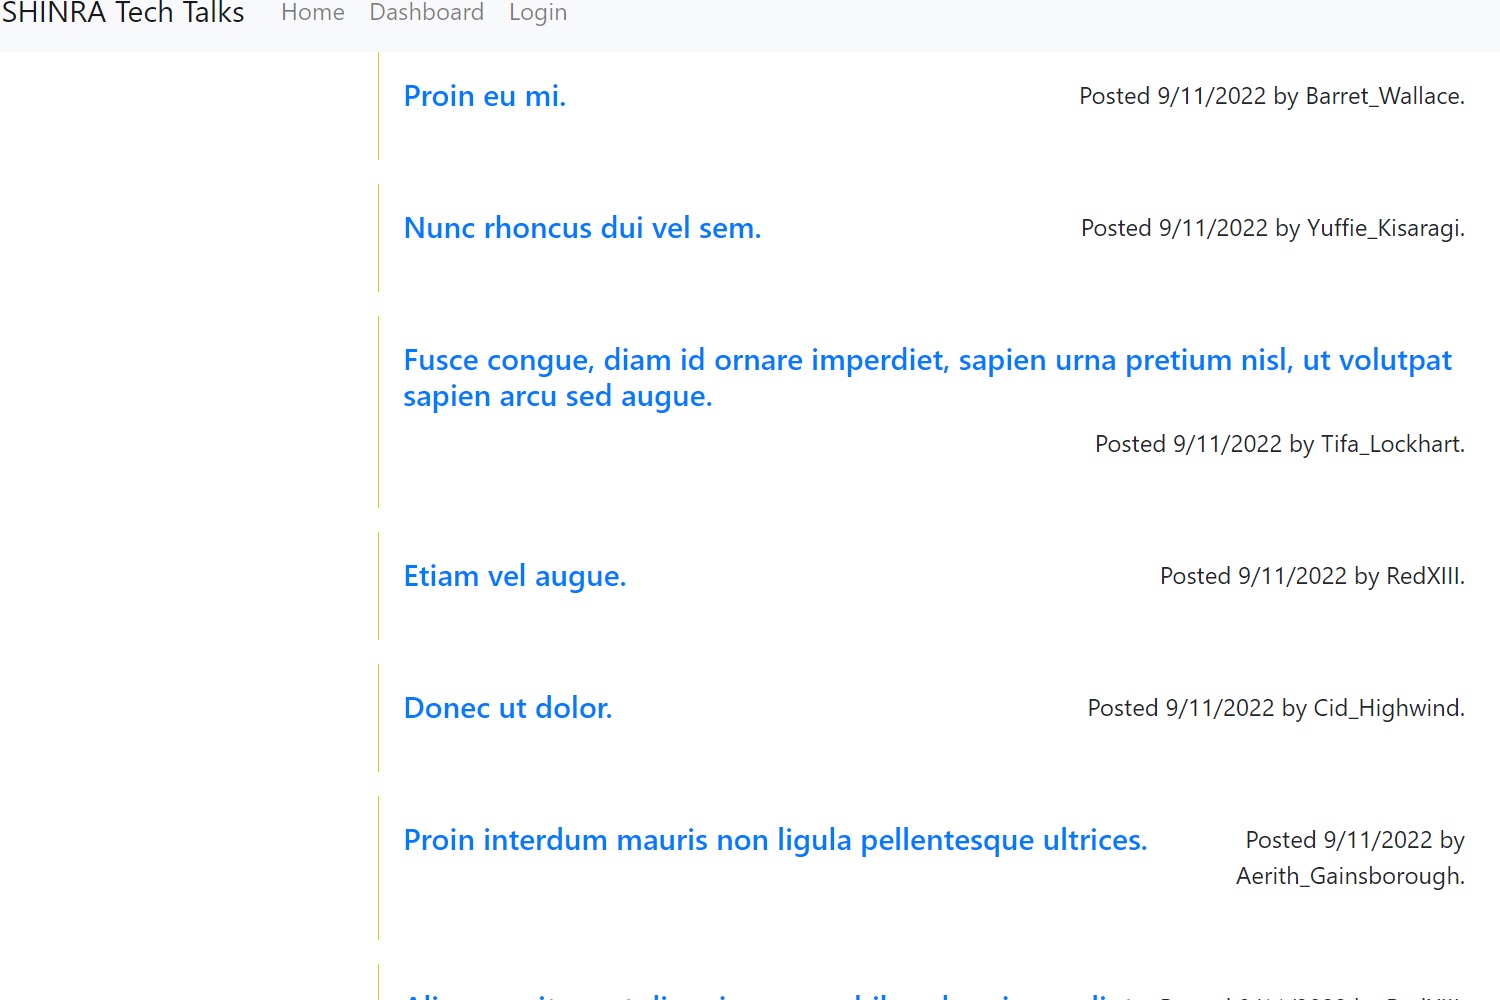 SHINRA Tech Talks Home Dashboard Login
Proin eu mi. Posted 9/11/2022 by Barret_Wallace.
Nunc rhoncus dui vel sem. Posted 9/11/2022 by Yuffie_Kisaragi.
Fusce congue, diam id ornare imperdiet, sapien urna pretium nisl, ut volutpat
sapien arcu sed augue.
Posted 9/11/2022 by Tifa_Lockhart.
Etiam vel augue. Posted 9/11/2022 by RedXIII.
Donec ut dolor. Posted 9/11/2022 by Cid_Highwind.
Proin interdum mauris non ligula pellentesque ultrices. Posted 9/11/2022 by
Aerith_Gainsborough.